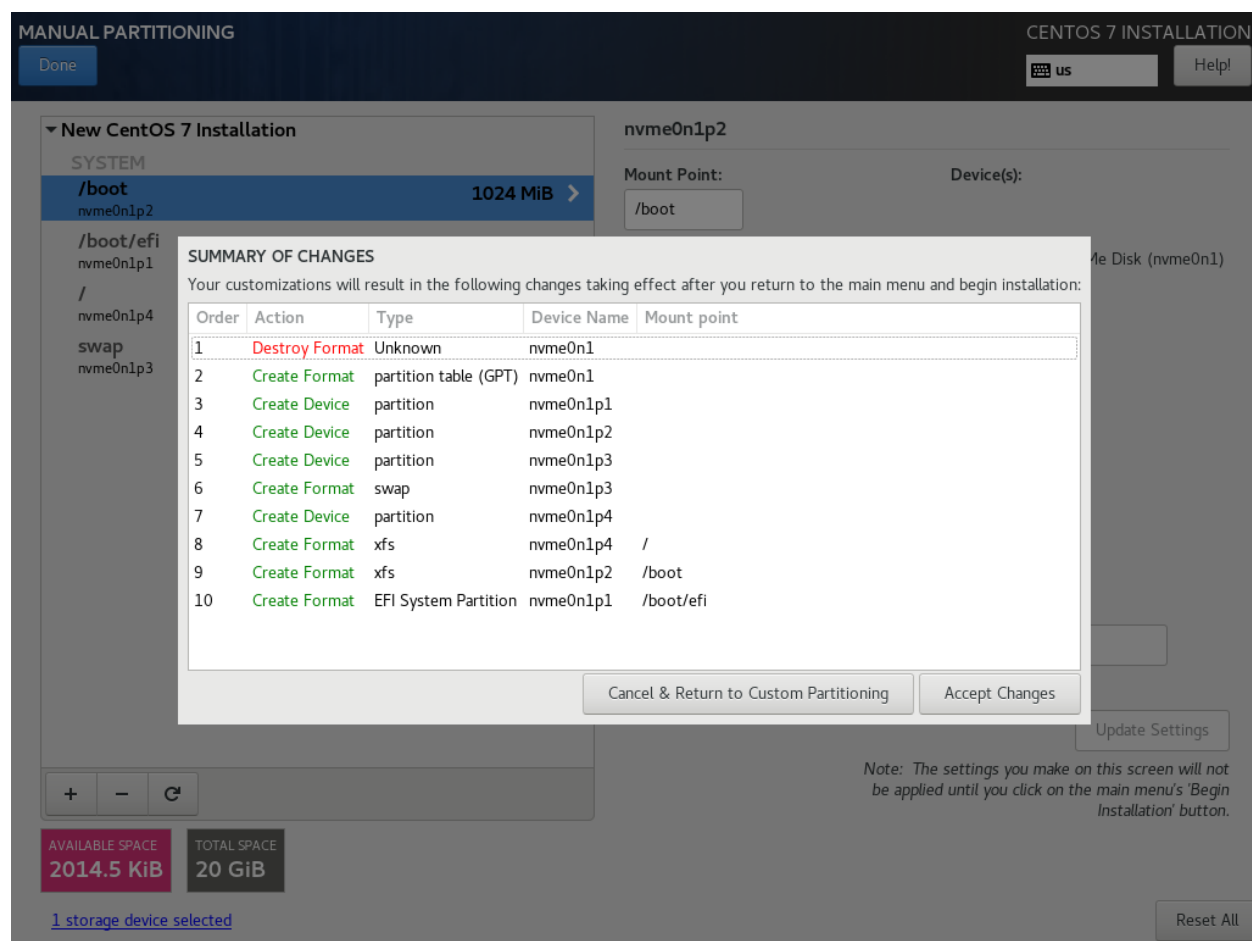 MANUAL PARTITIONING
CENTOS 7 INSTALLATION
Done
us
Help!
New CentOS 7 Installation
SYSTEM
/boot
1024 MiB
nvme0n1p2
/boot/efi
nvme0n1p1
/
nvme0n1p4
swap
nvme0n1p3
nvme0n1p2
Mount Point:
Device(s):
/boot
Me Disk (nvme0n1)
SUMMARY OF CHANGES
Your customizations will result in the following changes taking effect after you return to the main menu and begin installation:
Order Action Type Device Name Mount point
1 Destroy Format Unknown nvme0n1
2 Create Format partition table (GPT) nvme0n1
3 Create Device partition nvme0n1p1
4 Create Device partition nvme0n1p2
5 Create Device partition nvme0n1p3
6 Create Format swap nvme0n1p3
7 Create Device partition nvme0n1p4
8 Create Format xfs nvme0n1p4 /
9 Create Format xfs nvme0n1p2 /boot
10 Create Format EFI System Partition nvme0n1p1 /boot/efi
Cancel & Return to Custom Partitioning
Accept Changes
Update Settings
Note: The settings you make on this screen will not
be applied until you click on the main menu's 'Begin
Installation' button.
+ −
AVAILABLE SPACE
2014.5 KiB
TOTAL SPACE
20 GiB
1 storage device selected
Reset All